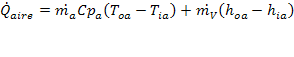 Q̇ₐᵢᵣₑ = ṁₐCpₐ(Tₒₐ − Tᵢₐ) + ṁᵥ(hₒₐ − hᵢₐ)